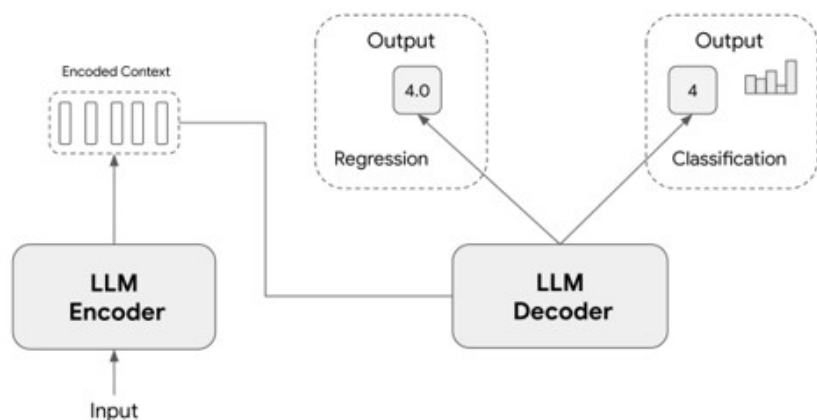 Output
Output
Encoded Context
4.0
4
Regression
Classification
LLM
Encoder
LLM
Decoder
Input